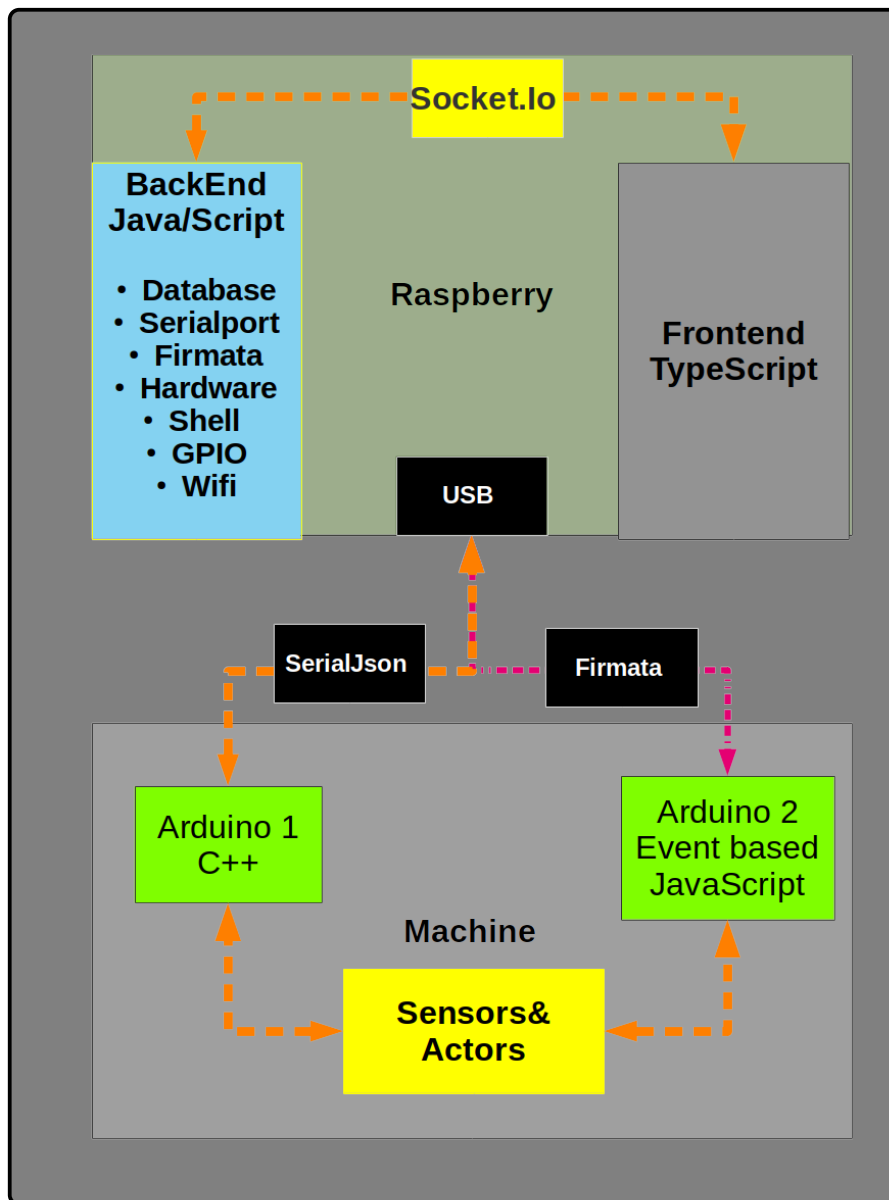 Socket.Io
BackEnd
Java/Script
• Database
• Serialport
• Firmata
• Hardware
• Shell
• GPIO
• Wifi
Raspberry
Frontend
TypeScript
USB
SerialJson
Firmata
Arduino 1
C++
Arduino 2
Event based
JavaScript
Machine
Sensors&
Actors